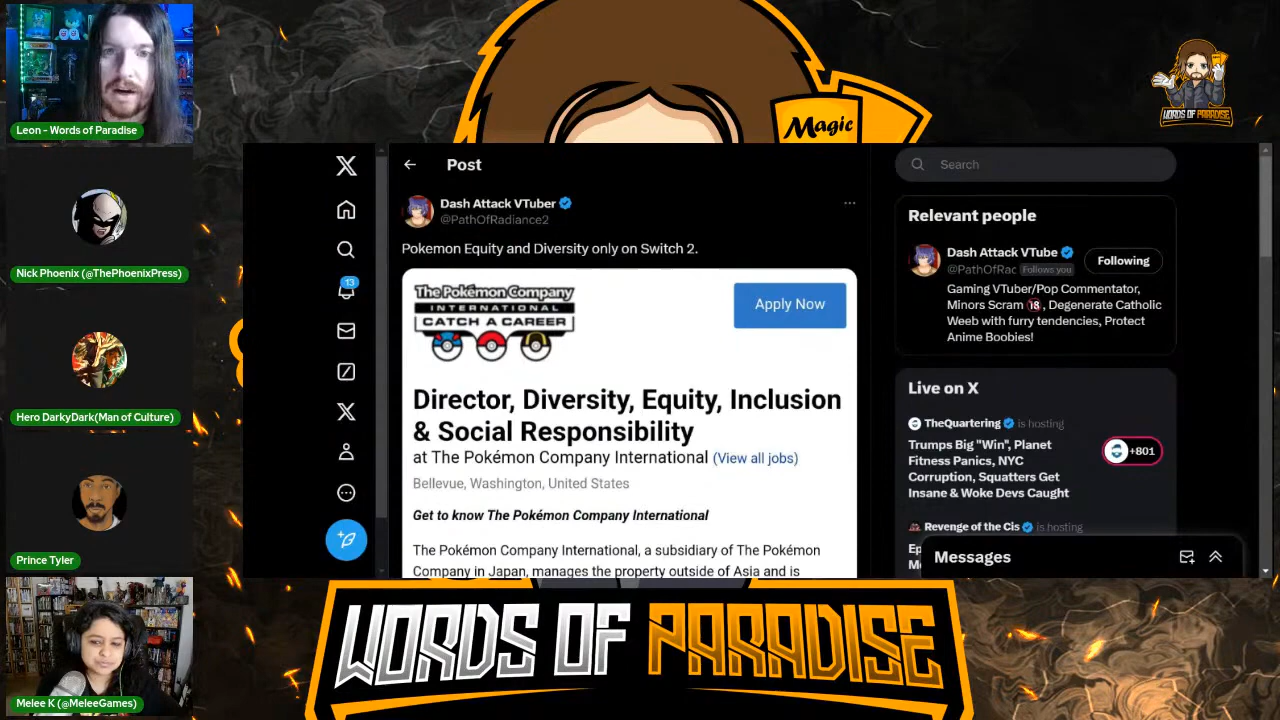 Leon - Words of Paradise
Nick Phoenix (@ThePhoenixPress)
Hero DarkyDark(Man of Culture)
Prince Tyler
Melee K (@MeleeGames)
Magic
WORDS OF PARADISE
Post
Dash Attack VTuber
@PathOfRadiance2
Pokemon Equity and Diversity only on Switch 2.
The Pokémon Company
INTERNATIONAL
CATCH A CAREER
Apply Now
Director, Diversity, Equity, Inclusion
& Social Responsibility
at The Pokémon Company International (View all jobs)
Bellevue, Washington, United States
Get to know The Pokémon Company International
The Pokémon Company International, a subsidiary of The Pokémon
Company in Japan, manages the property outside of Asia and is
13
Search
Relevant people
Dash Attack VTube
@PathOfRac Follows you
Following
Gaming VTuber/Pop Commentator,
Minors Scram 🔞, Degenerate Catholic
Weeb with furry tendencies, Protect
Anime Boobies!
Live on X
TheQuartering is hosting
Trumps Big "Win", Planet
Fitness Panics, NYC
Corruption, Squatters Get
Insane & Woke Devs Caught
+801
Revenge of the Cis is hosting
Messages
WORDS OF PARADISE